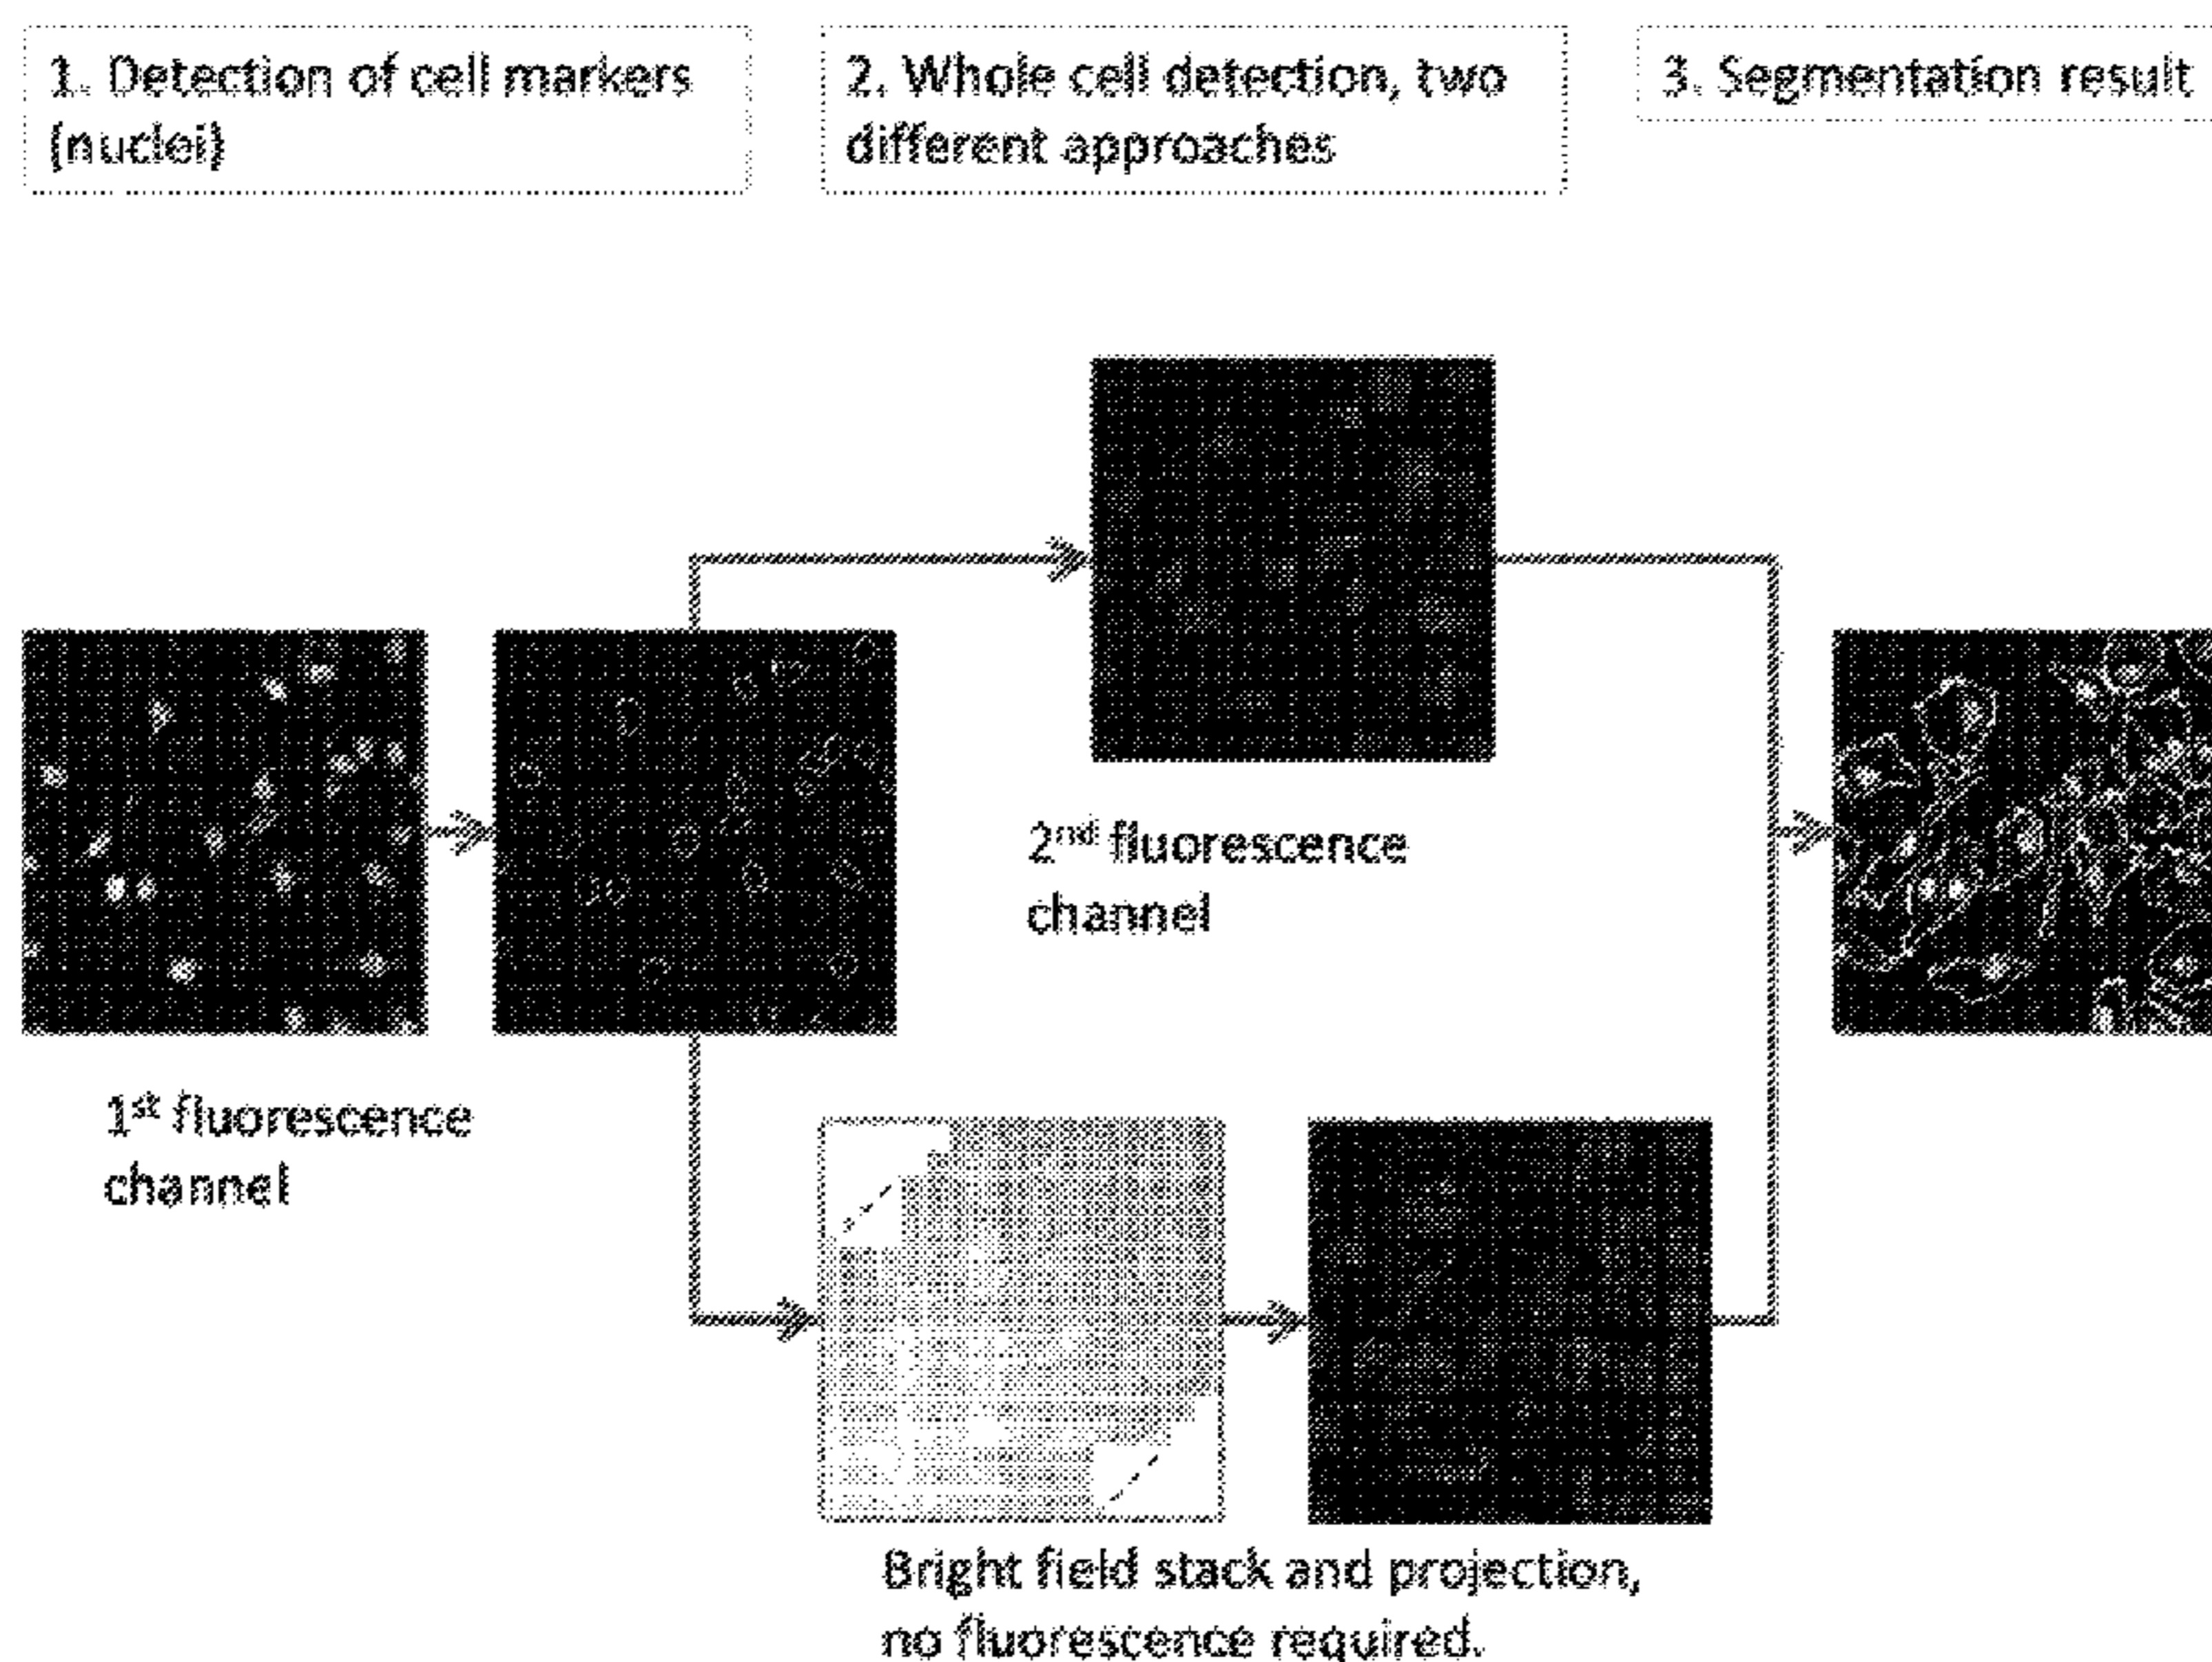 1. Detection of cell markers
(nuclei)
2. Whole cell detection, two
different approaches
3. Segmentation result
2nd fluorescence
channel
1st fluorescence
channel
Bright field stack and projection,
no fluorescence required.